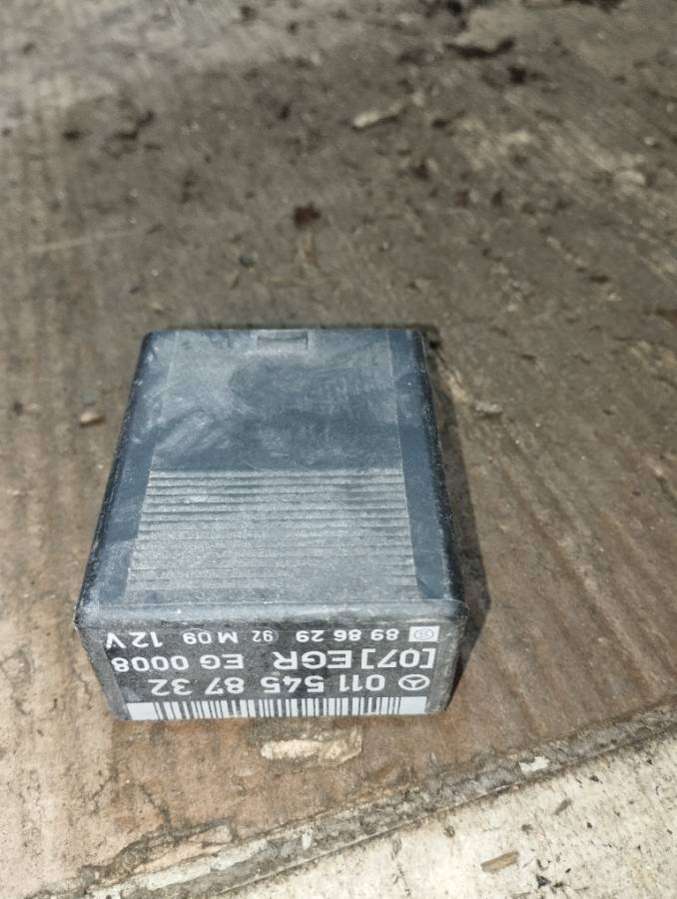 011 545 87 32
[07]EGR EG 0008
89 86 29 92 M 09 12 V